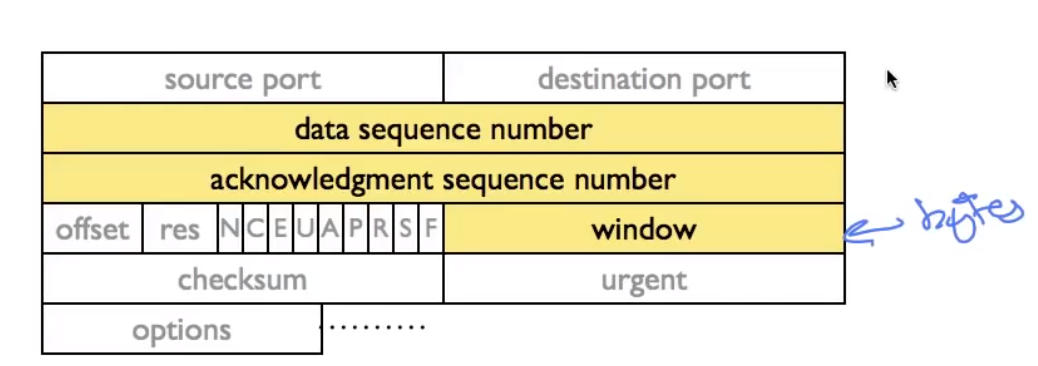 source port destination port
data sequence number
acknowledgment sequence number
offset res N C E U A P R S F window bytes
checksum urgent
options ..........